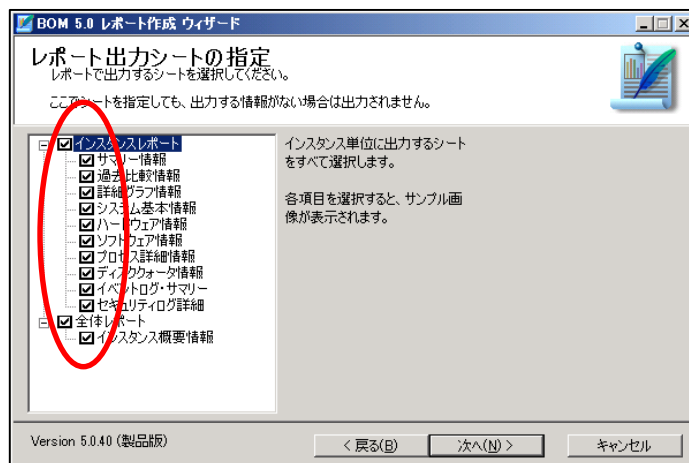 BOM 5.0 レポート作成 ウィザード
レポート出力シートの指定
レポートで出力するシートを選択してください。
ここでシートを指定しても、出力する情報がない場合は出力されません。
インスタンスレポート
サマリー情報
過去比較情報
詳細グラフ情報
システム基本情報
ハードウェア情報
ソフトウェア情報
プロセス詳細情報
ディスククォータ情報
イベントログ・サマリー
セキュリティログ詳細
全体レポート
インスタンス概要情報
インスタンス単位に出力するシート
をすべて選択します。
各項目を選択すると、サンプル画
像が表示されます。
Version 5.0.40 (製品版)
< 戻る(B)
次へ(N) >
キャンセル